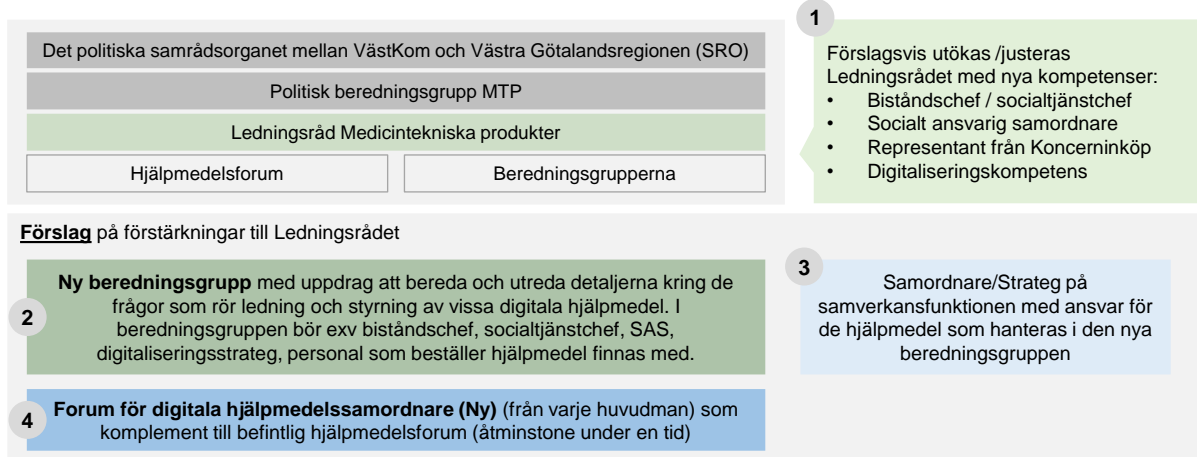 Det politiska samrådsorganet mellan VästKom och Västra Götalandsregionen (SRO)
Politisk beredningsgrupp MTP
Ledningsråd Medicintekniska produkter
Hjälpmedelsforum
Beredningsgrupperna
1
Förslagsvis utökas /justeras
Ledningsrådet med nya kompetenser:
• Biståndschef / socialtjänstchef
• Socialt ansvarig samordnare
• Representant från Koncerninköp
• Digitaliseringskompetens
Förslag på förstärkningar till Ledningsrådet
2
Ny beredningsgrupp med uppdrag att bereda och utreda detaljerna kring de
frågor som rör ledning och styrning av vissa digitala hjälpmedel. I
beredningsgruppen bör exv biståndschef, socialtjänstchef, SAS,
digitaliseringsstrateg, personal som beställer hjälpmedel finnas med.
3
Samordnare/Strateg på
samverkansfunktionen med ansvar för
de hjälpmedel som hanteras i den nya
beredningsgruppen
4
Forum för digitala hjälpmedelssamordnare (Ny) (från varje huvudman) som
komplement till befintlig hjälpmedelsforum (åtminstone under en tid)